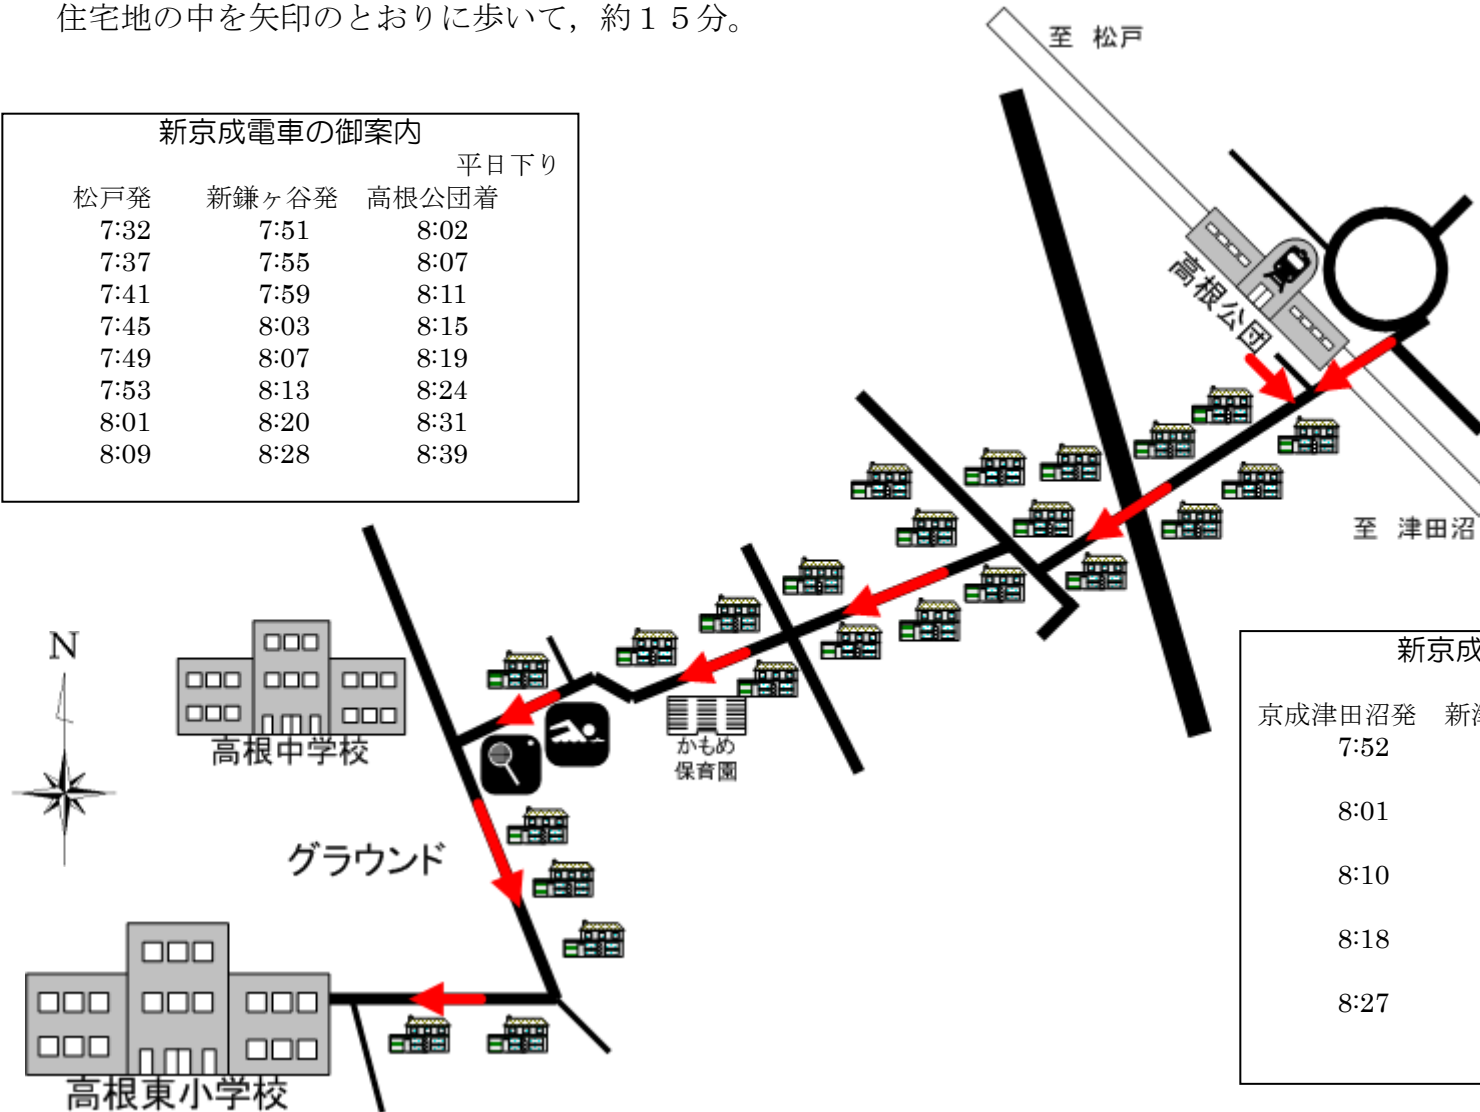 住宅地の中を矢印のとおりに歩いて，約１５分。
至 松戸
新京成電車の御案内
平日下り
松戸発 新鎌ヶ谷発 高根公団着
7:32 7:51 8:02
7:37 7:55 8:07
7:41 7:59 8:11
7:45 8:03 8:15
7:49 8:07 8:19
7:53 8:13 8:24
8:01 8:20 8:31
8:09 8:28 8:39
高根公団
至 津田沼
N
高根中学校
かもめ
保育園
グラウンド
高根東小学校
新京成
京成津田沼発 新津
7:52
8:01
8:10
8:18
8:27